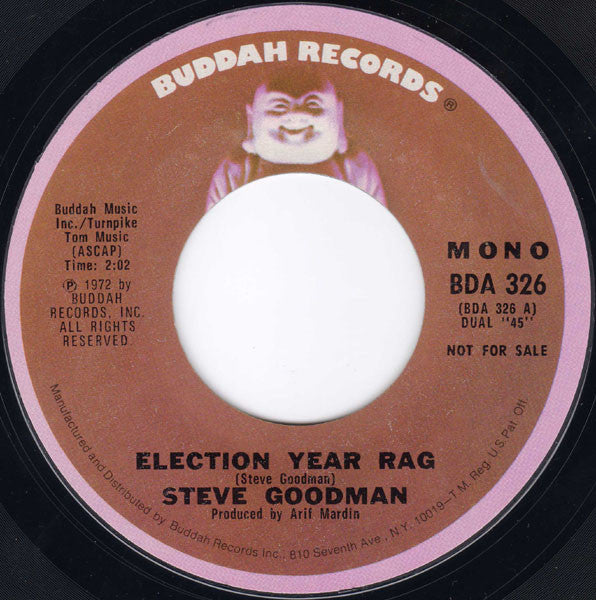 BUDDAH RECORDS®
Buddah Music
Inc./Turnpike
Tom Music
(ASCAP)
Time: 2:02
℗ 1972 by
BUDDAH
RECORDS, INC.
ALL RIGHTS
RESERVED.
MONO
BDA 326
(BDA 326 A)
DUAL "45"
NOT FOR SALE
ELECTION YEAR RAG
(Steve Goodman)
STEVE GOODMAN
Produced by Arif Mardin
Manufactured and Distributed by Buddah Records Inc., 810 Seventh Ave., N.Y. 10019-T.M. Reg. U.S. Pat. Off.